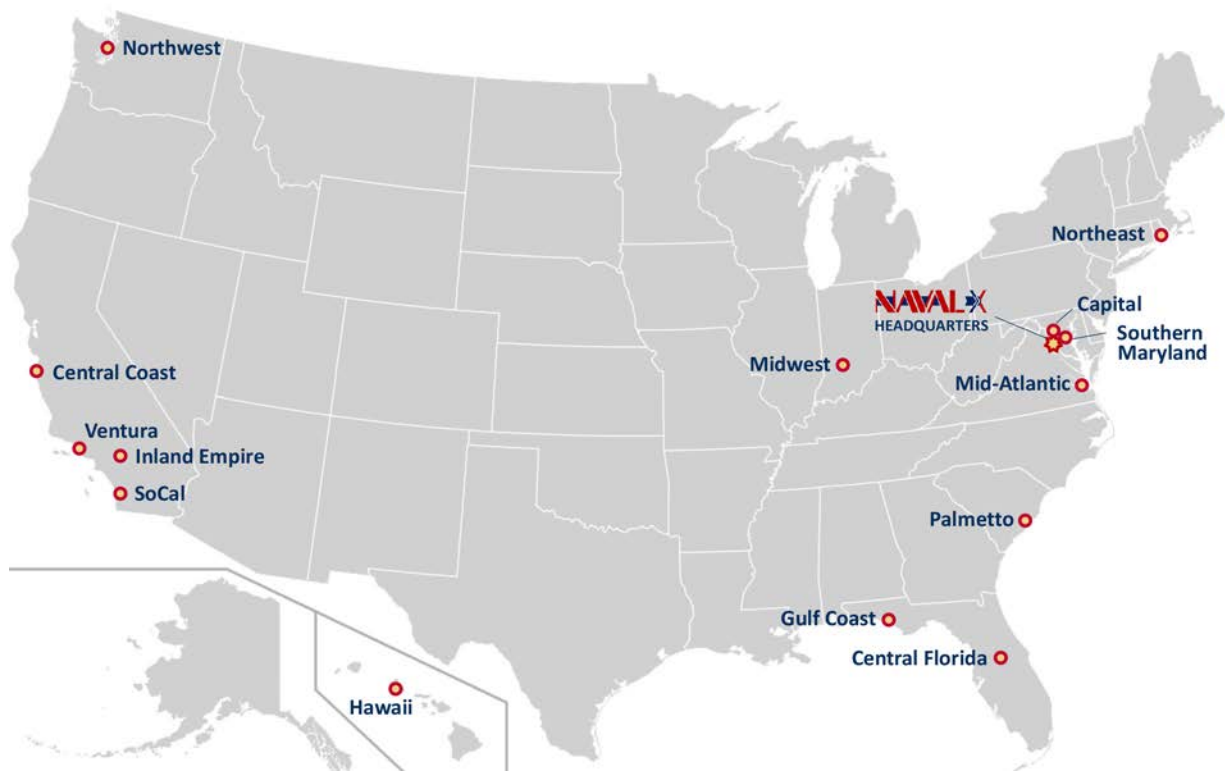 Northwest
Northeast
NAVALX
HEADQUARTERS
Capital
Southern
Maryland
Midwest
Mid-Atlantic
Central Coast
Ventura
Inland Empire
SoCal
Palmetto
Gulf Coast
Central Florida
Hawaii